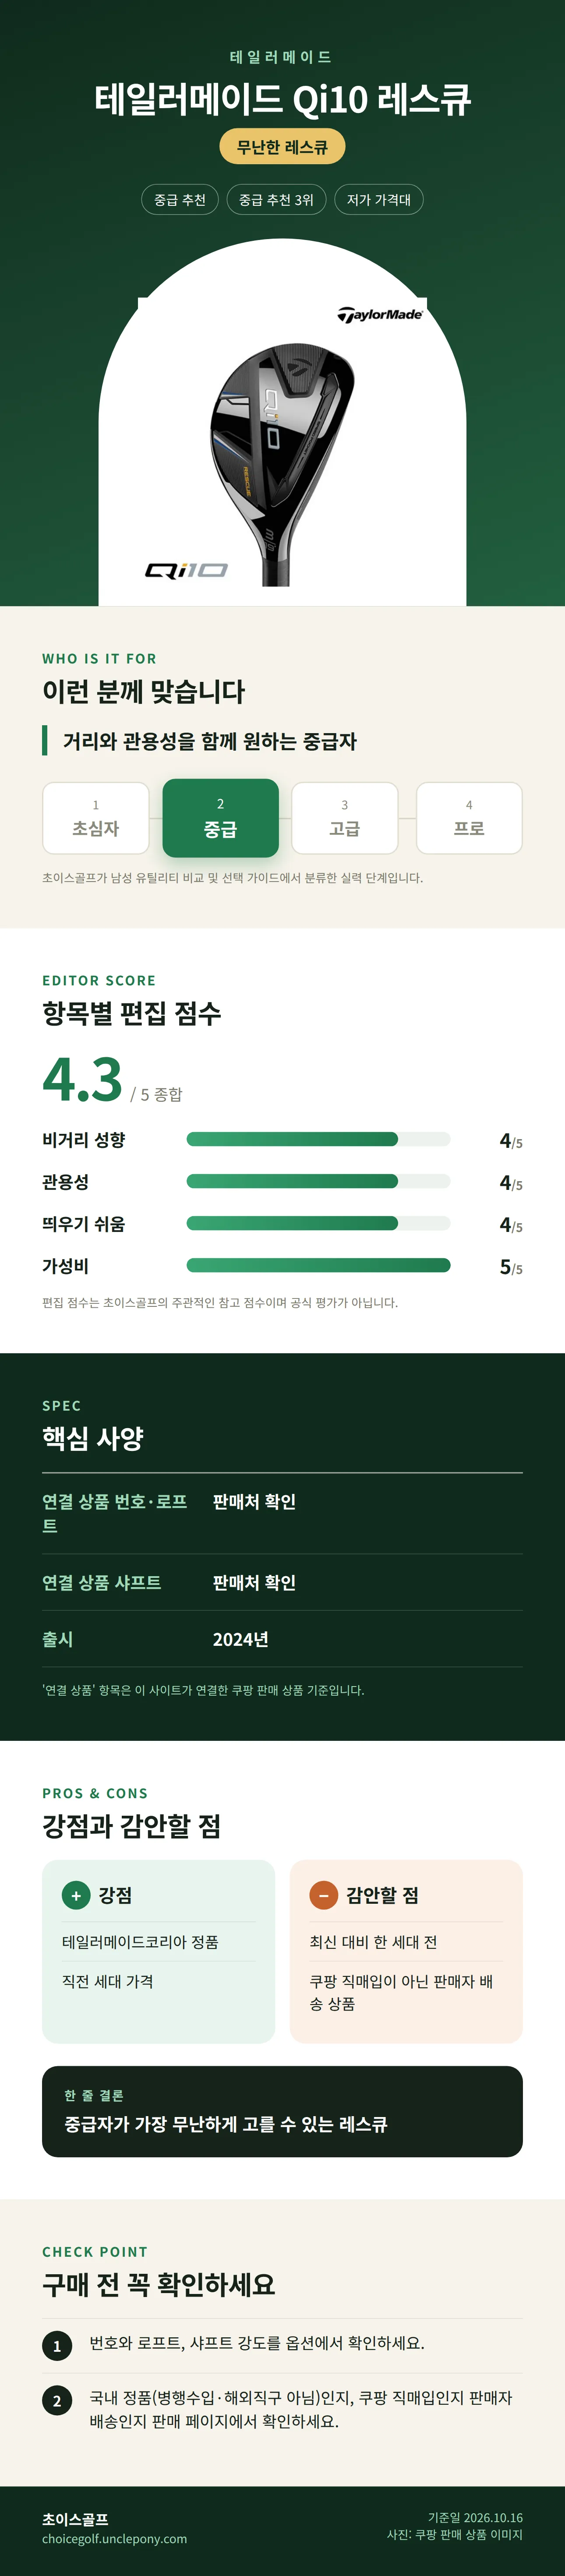 테일러메이드
테일러메이드 Qi10 레스큐
무난한 레스큐
중급 추천
중급 추천 3위
저가 가격대
TaylorMade
Qi10
RESCUE
Qi10
WHO IS IT FOR
이런 분께 맞습니다
거리와 관용성을 함께 원하는 중급자
1
초심자
2
중급
3
고급
4
프로
초이스골프가 남성 유틸리티 비교 및 선택 가이드에서 분류한 실력 단계입니다.
EDITOR SCORE
항목별 편집 점수
4.3 / 5 종합
비거리 성향 4/5
관용성 4/5
띄우기 쉬움 4/5
가성비 5/5
편집 점수는 초이스골프의 주관적인 참고 점수이며 공식 평가가 아닙니다.
SPEC
핵심 사양
연결 상품 번호·로프
트
판매처 확인
연결 상품 샤프트 판매처 확인
출시 2024년
'연결 상품' 항목은 이 사이트가 연결한 쿠팡 판매 상품 기준입니다.
PROS & CONS
강점과 감안할 점
+ 강점
테일러메이드코리아 정품
직전 세대 가격
− 감안할 점
최신 대비 한 세대 전
쿠팡 직매입이 아닌 판매자 배
송 상품
한 줄 결론
중급자가 가장 무난하게 고를 수 있는 레스큐
CHECK POINT
구매 전 꼭 확인하세요
1 번호와 로프트, 샤프트 강도를 옵션에서 확인하세요.
2 국내 정품(병행수입·해외직구 아님)인지, 쿠팡 직매입인지 판매자
배송인지 판매 페이지에서 확인하세요.
초이스골프
choicegolf.unclepony.com
기준일 2026.10.16
사진: 쿠팡 판매 상품 이미지